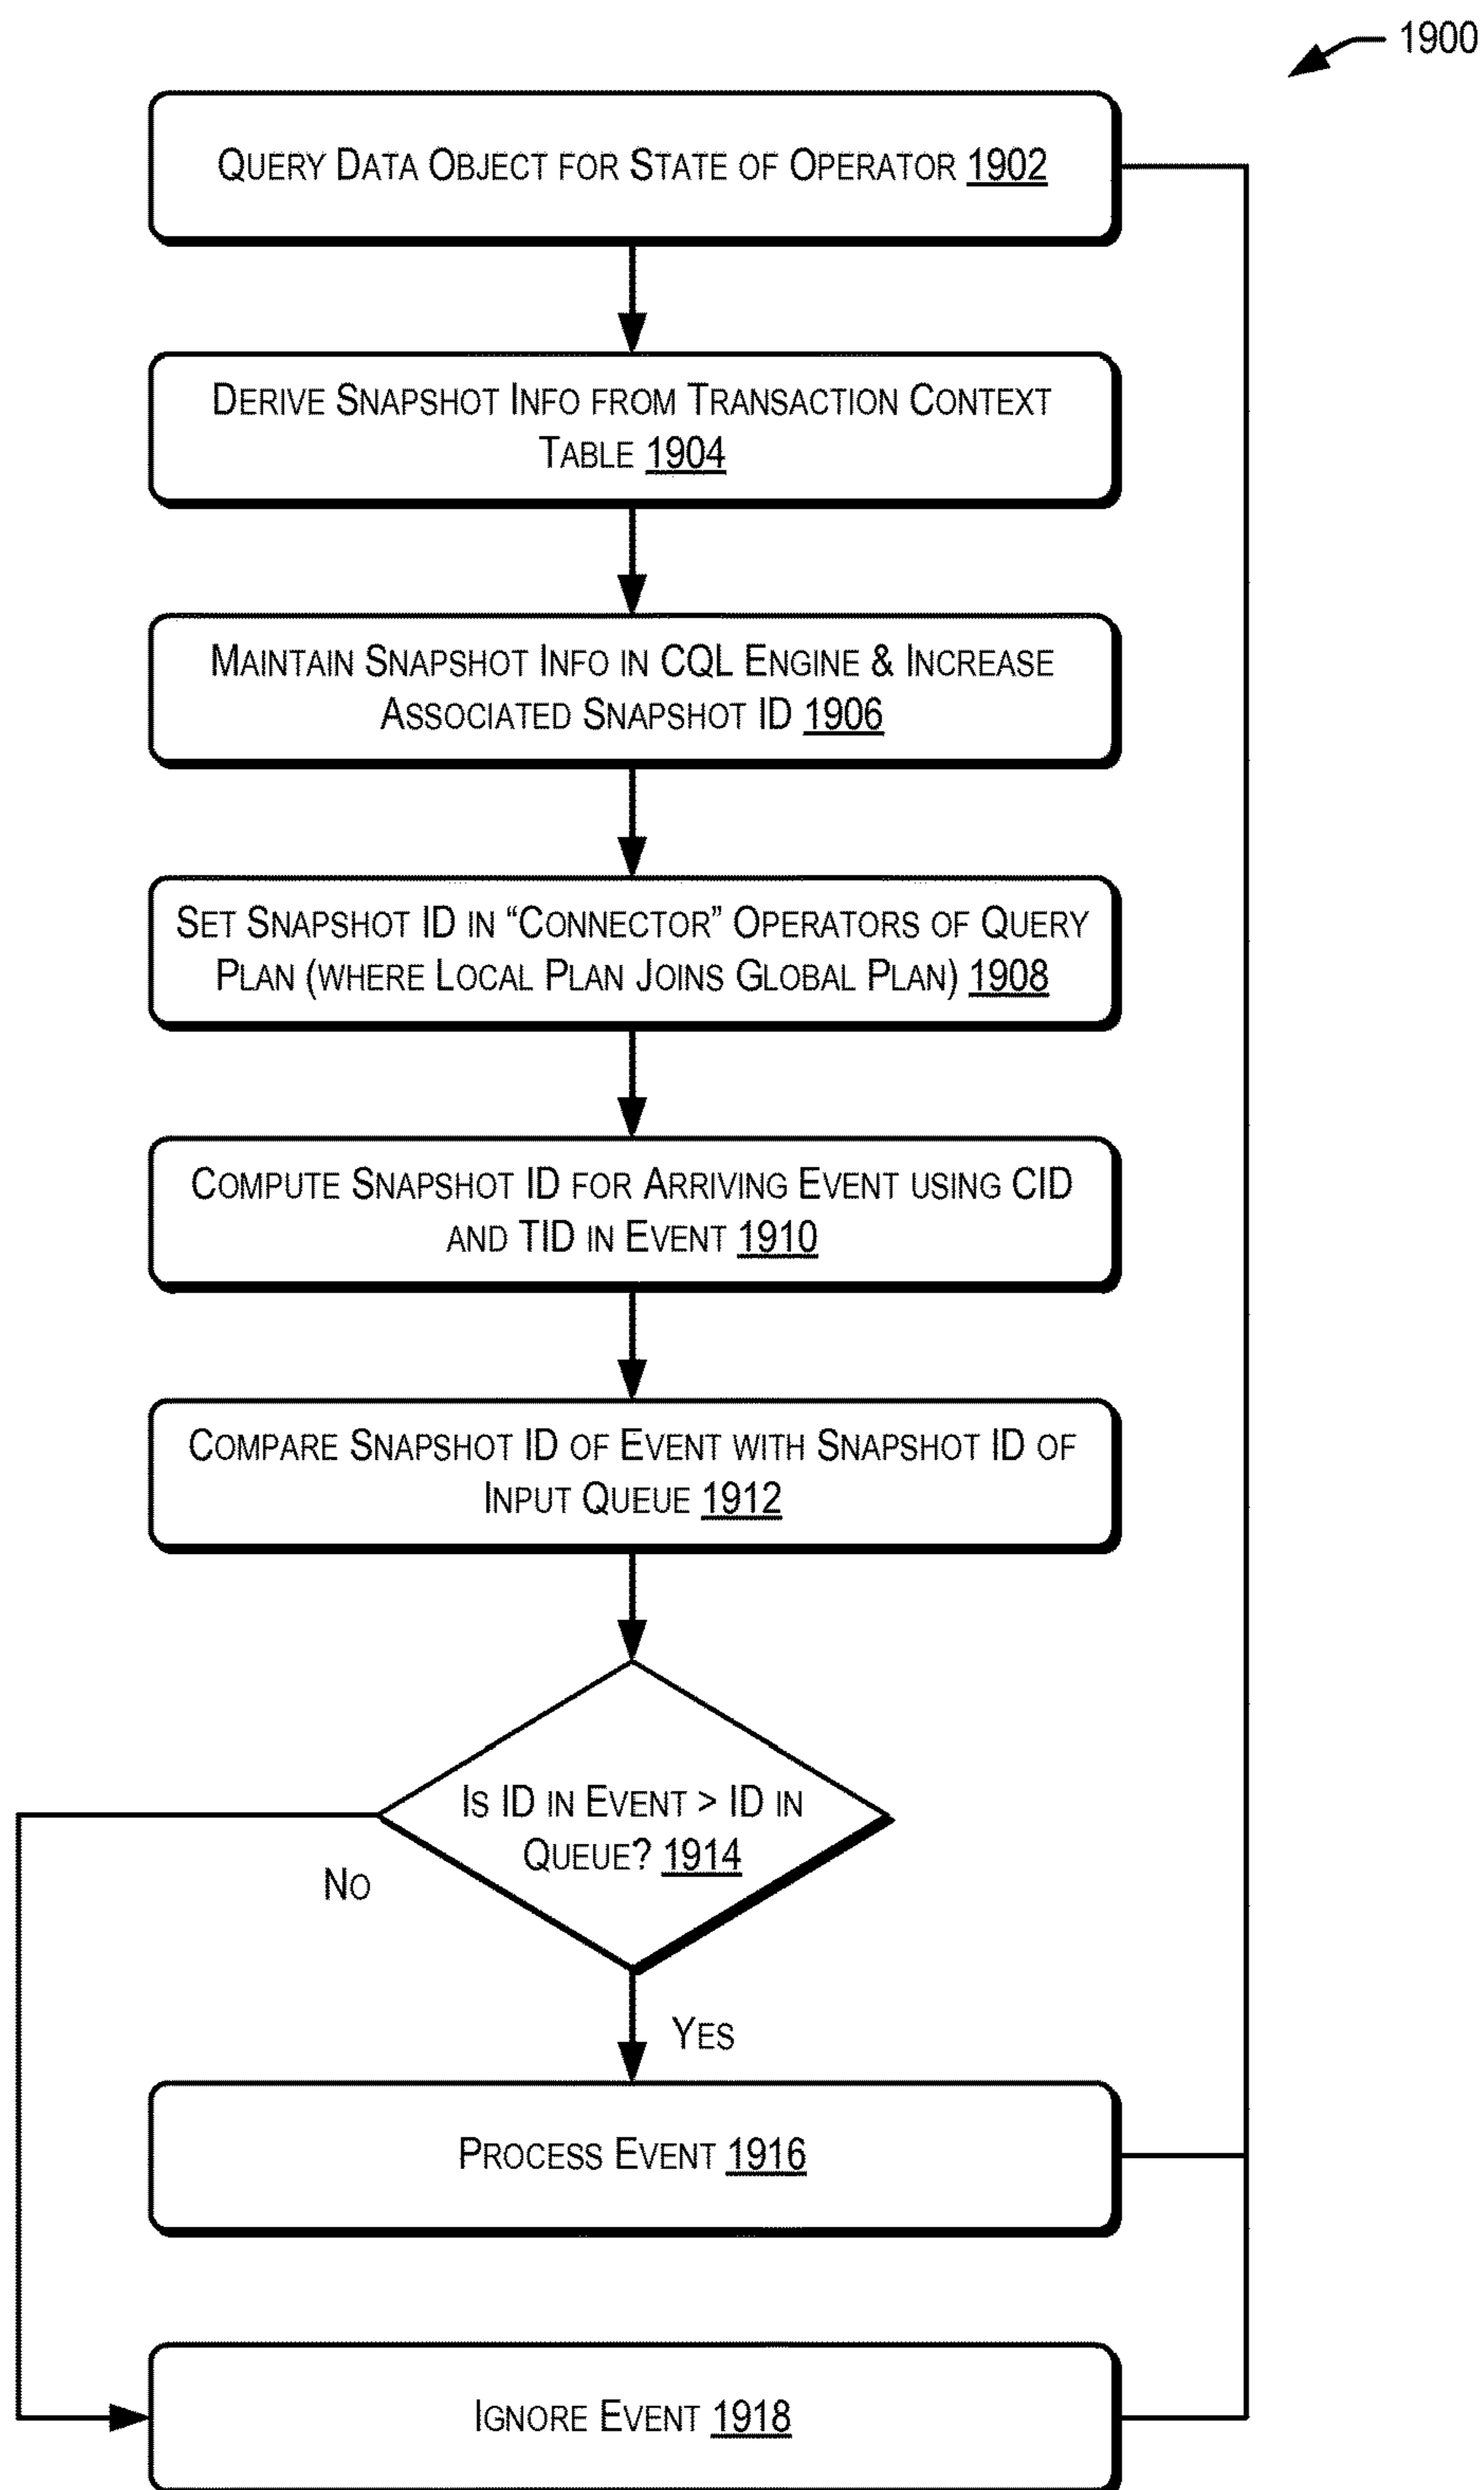 1900
Query Data Object for State of Operator 1902
Derive Snapshot Info from Transaction Context
Table 1904
Maintain Snapshot Info in CQL Engine & Increase
Associated Snapshot ID 1906
Set Snapshot ID in “Connector” Operators of Query
Plan (where Local Plan Joins Global Plan) 1908
Compute Snapshot ID for Arriving Event using CID
and TID in Event 1910
Compare Snapshot ID of Event with Snapshot ID of
Input Queue 1912
Is ID in Event > ID in
Queue? 1914
No
Yes
Process Event 1916
Ignore Event 1918